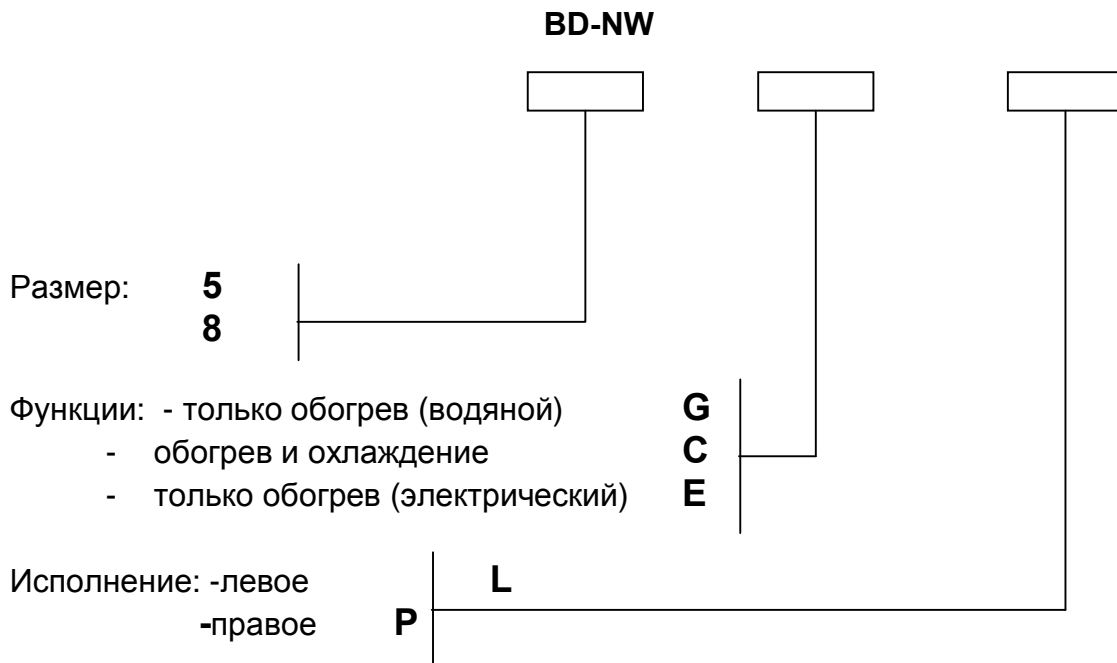 BD-NW
Размер: 5
8
Функции: - только обогрев (водяной) G
- обогрев и охлаждение C
- только обогрев (электрический) E
Исполнение: -левое L
-правое P